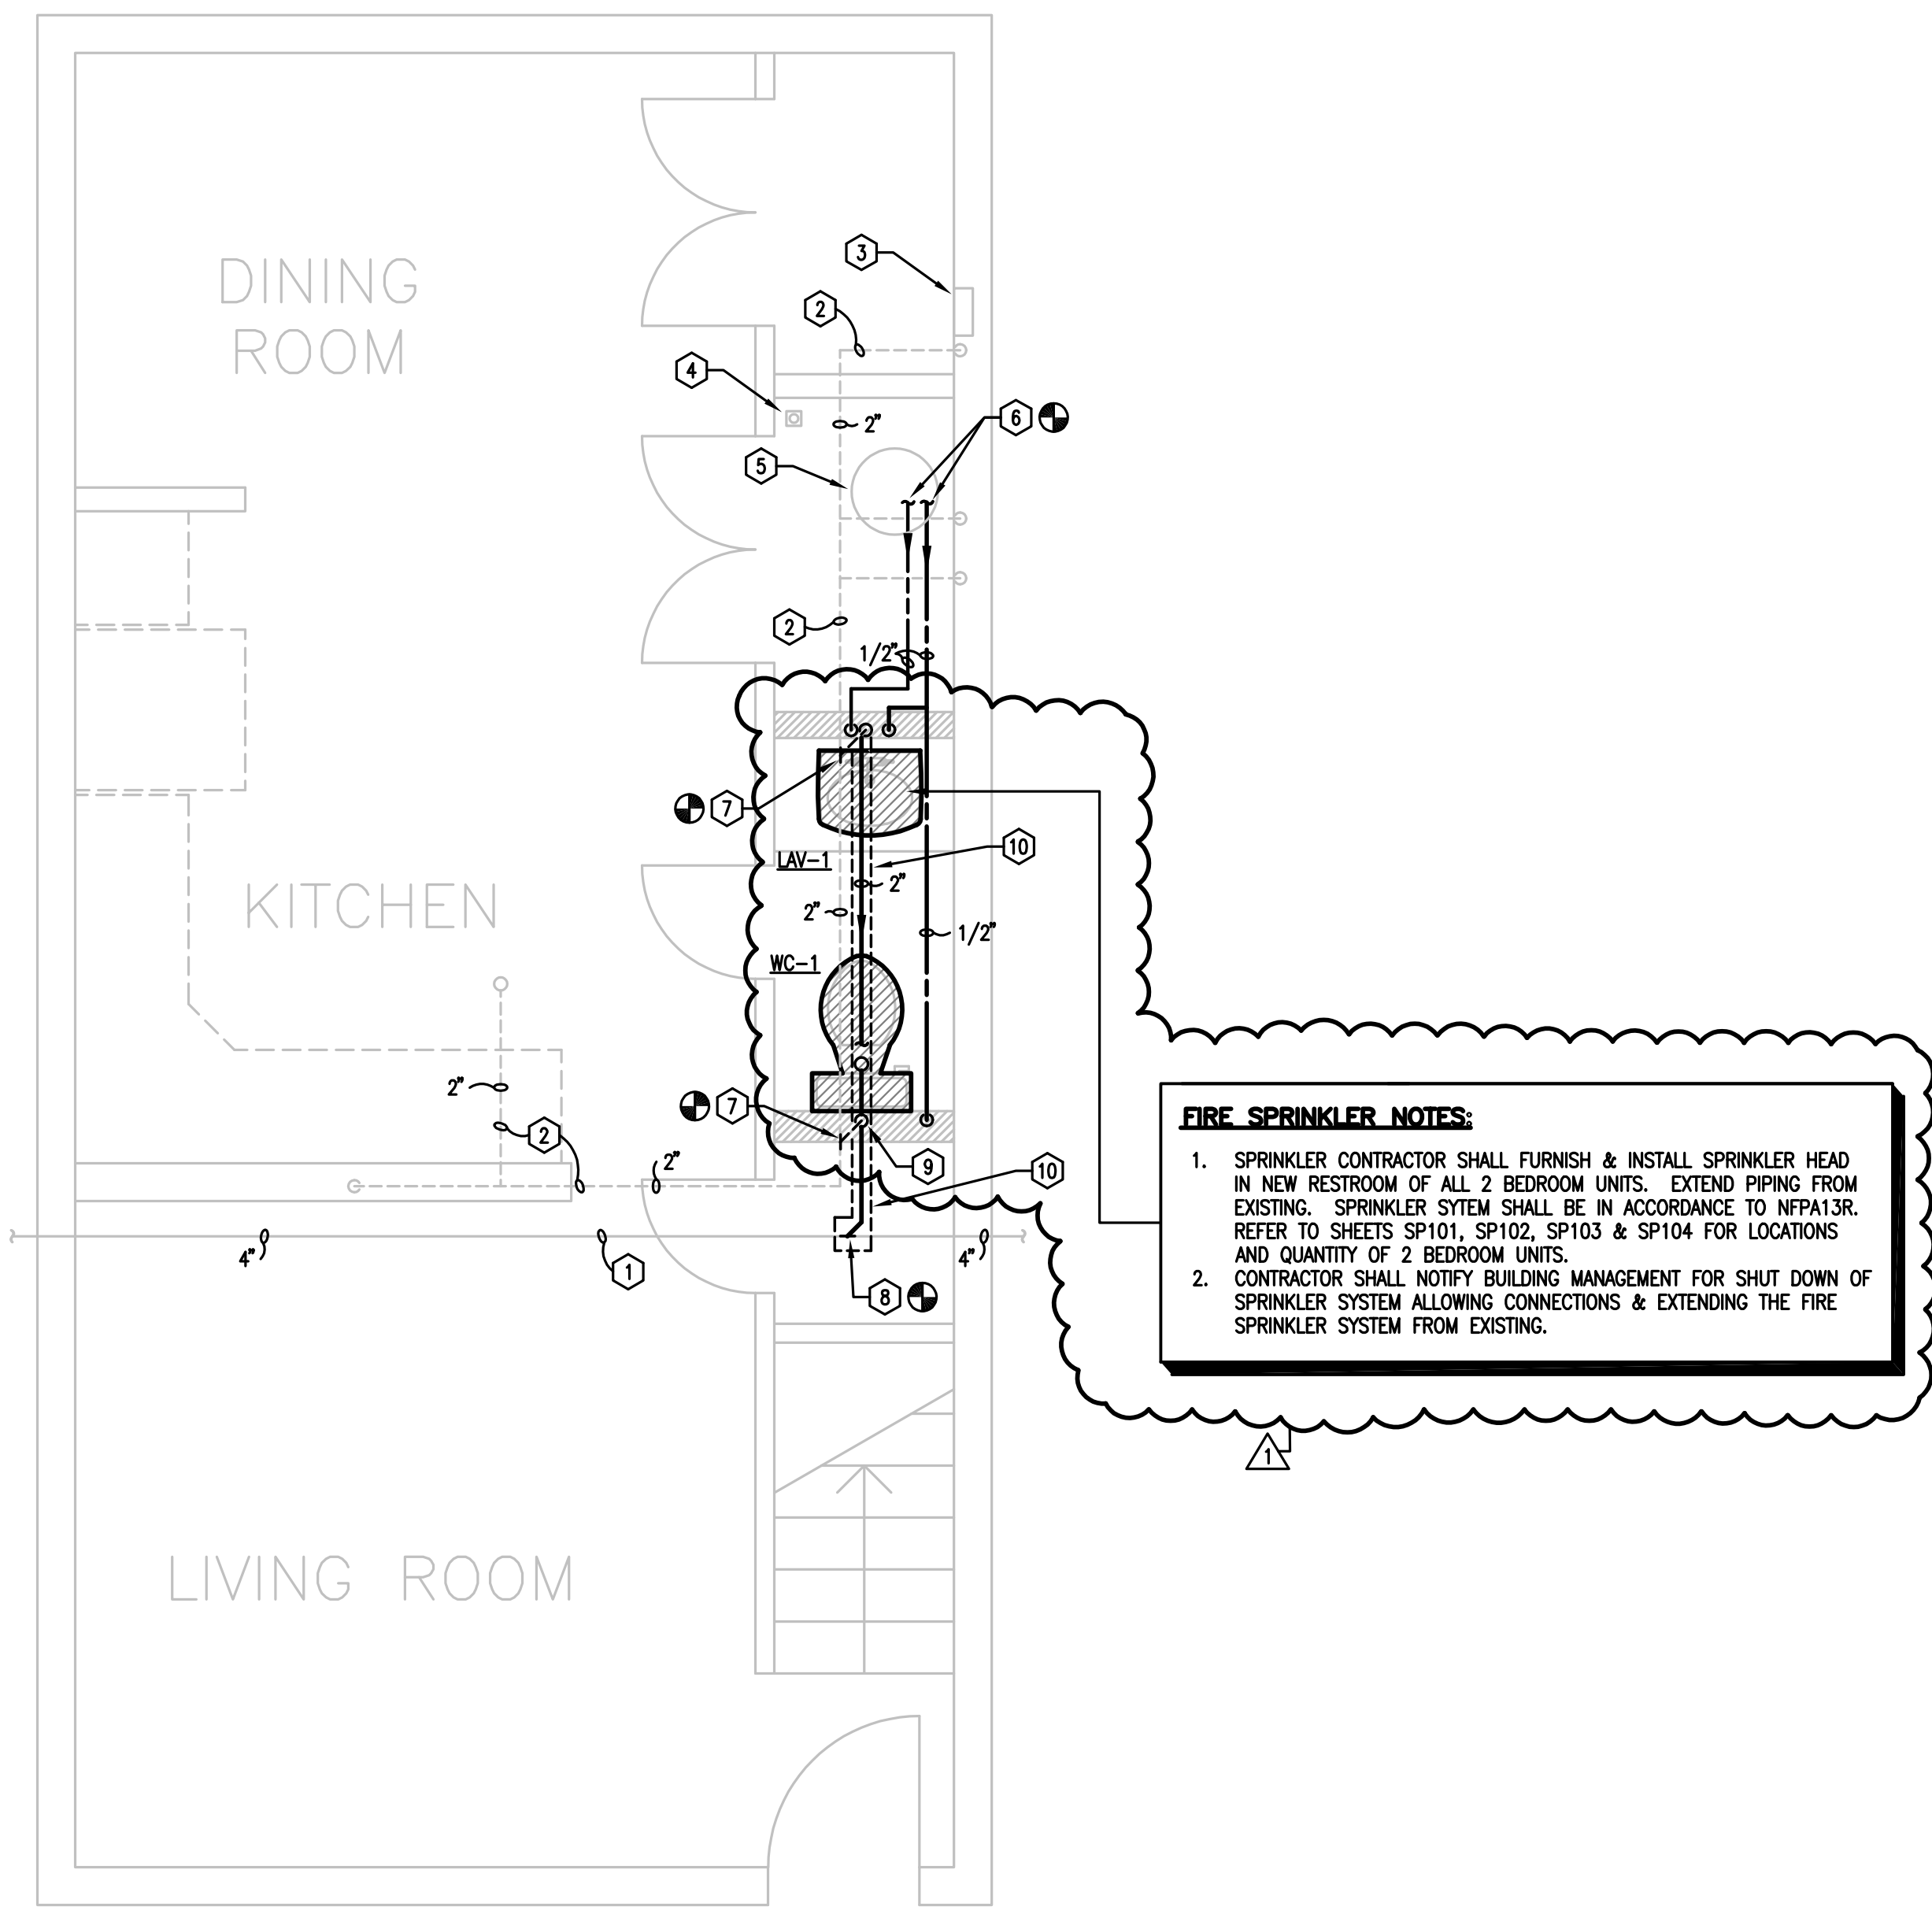 3
2
DINING
ROOM
4
2"
6
5
2
1/2"
7
10
LAV-1
2"
2"
1/2"
KITCHEN
WC-1
2"
7
2
2"
9
10
4"
1
4"
8
FIRE SPRINKLER NOTES:
1. SPRINKLER CONTRACTOR SHALL FURNISH & INSTALL SPRINKLER HEAD
IN NEW RESTROOM OF ALL 2 BEDROOM UNITS. EXTEND PIPING FROM
EXISTING. SPRINKLER SYTEM SHALL BE IN ACCORDANCE TO NFPA13R.
REFER TO SHEETS SP101, SP102, SP103 & SP104 FOR LOCATIONS
AND QUANTITY OF 2 BEDROOM UNITS.
2. CONTRACTOR SHALL NOTIFY BUILDING MANAGEMENT FOR SHUT DOWN OF
SPRINKLER SYSTEM ALLOWING CONNECTIONS & EXTENDING THE FIRE
SPRINKLER SYSTEM FROM EXISTING.
1
LIVING ROOM